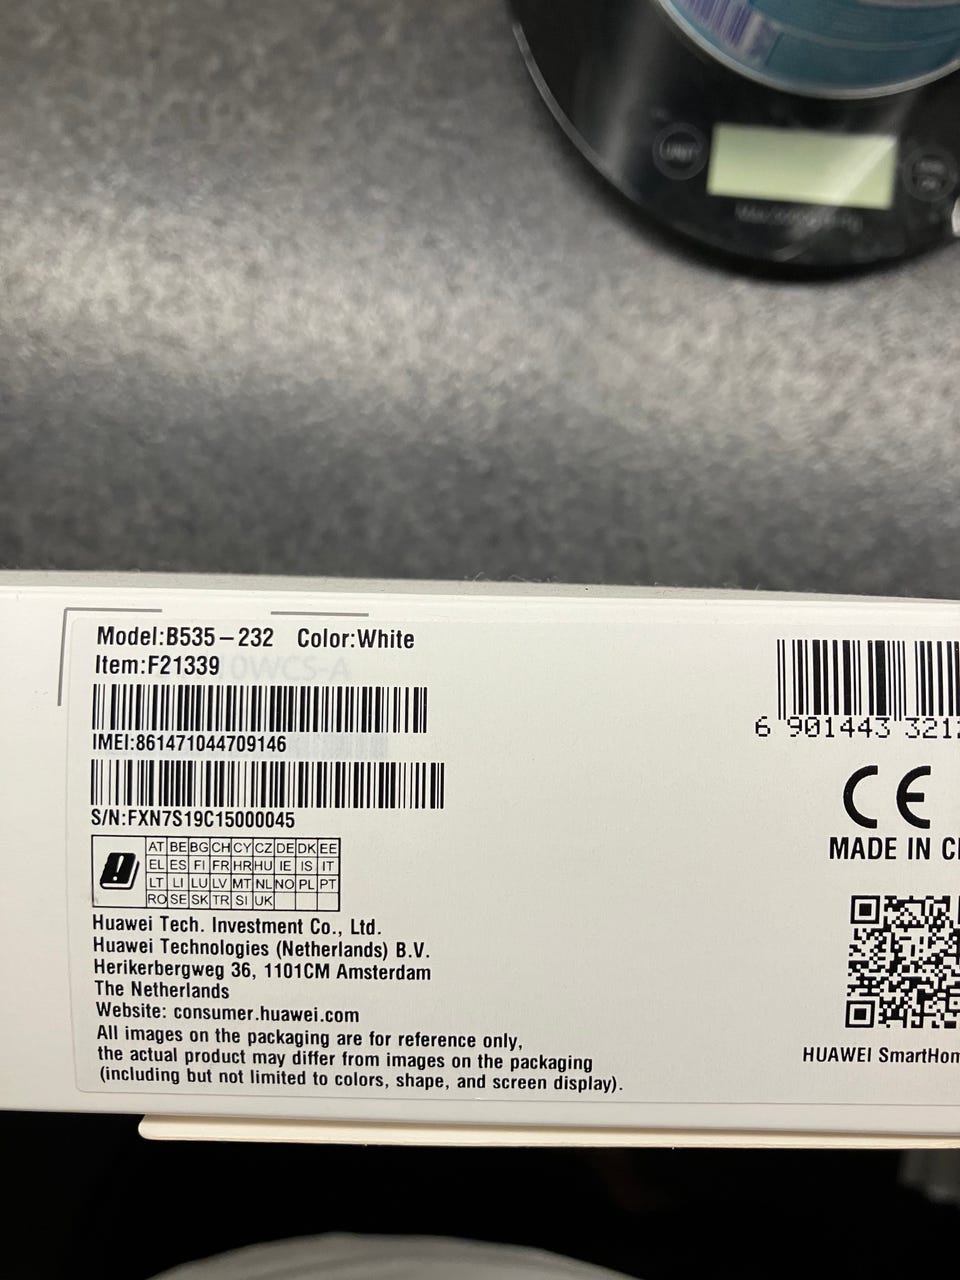 UNIT
Model:B535-232 Color:White
Item:F21339
IMEI:861471044709146
S/N:FXN7S19C15000045
AT BE BG CH CY CZ DE DK EE
EL ES FI FR HR HU IE IS IT
LT LI LU LV MT NL NO PL PT
RO SE SK TR SI UK
Huawei Tech. Investment Co., Ltd.
Huawei Technologies (Netherlands) B.V.
Herikerbergweg 36, 1101CM Amsterdam
The Netherlands
Website: consumer.huawei.com
All images on the packaging are for reference only,
the actual product may differ from images on the packaging
(including but not limited to colors, shape, and screen display).
6 901443 321
CE
MADE IN
HUAWEI SmartHom